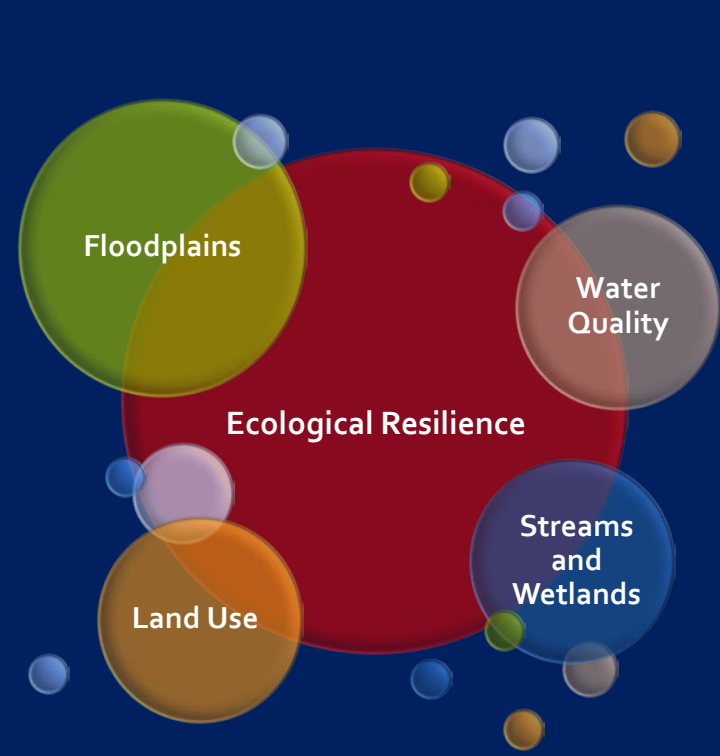 Floodplains
Water
Quality
Ecological Resilience
Streams
and
Wetlands
Land Use